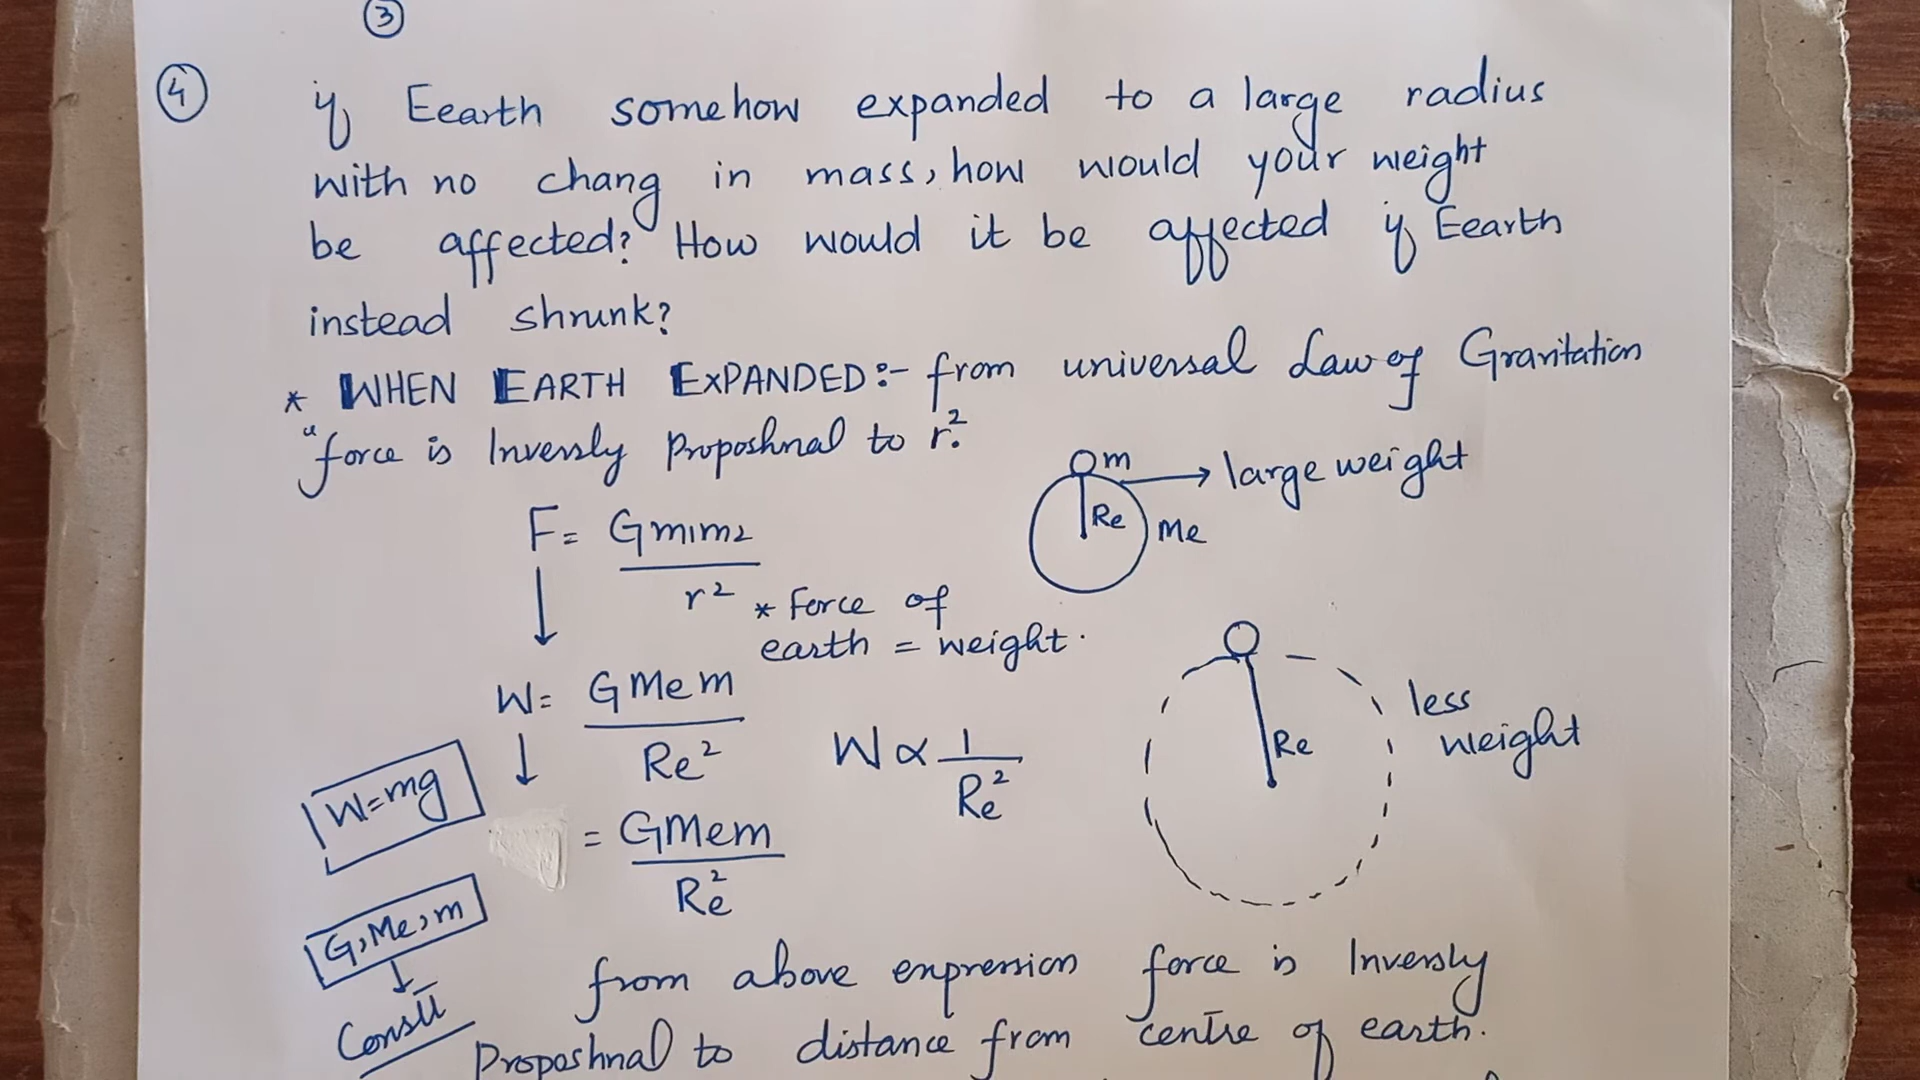 ③
④ if Eearth somehow expanded to a large radius
with no chang in mass, how would your weight
be affected? How would it be affected if Eearth
instead shrunk?
* WHEN EARTH EXPANDED:- from universal Law of Gravitation
"force is Inversly Proposhnal to r².
m → large weight
Re Me
F = Gm1m2
r²
* Force of
earth = weight.
W = GMem
Re²
W ∝ 1
Re²
less
weight
Re
W=mg
= GMem
Re²
G,Me,m
from above expression force is Inversly
Proposhnal to distance from centre of earth.